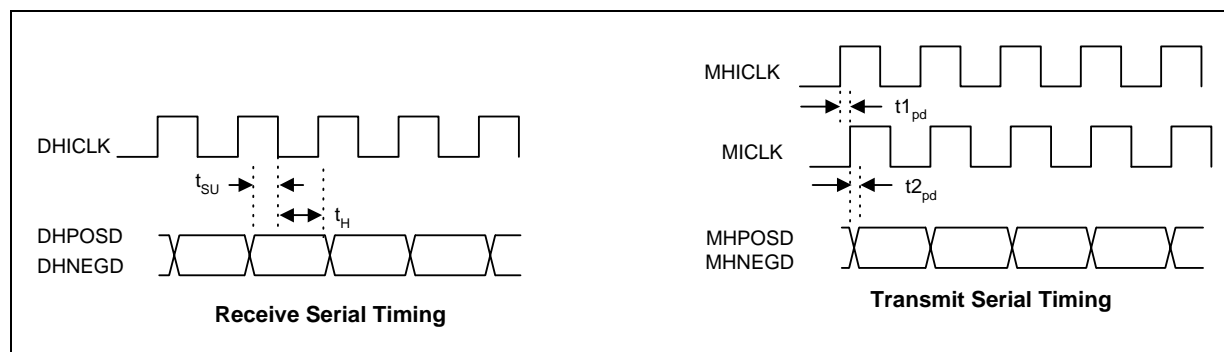 DHICLK
tSU
tH
DHPOSD
DHNEGD
Receive Serial Timing
MHICLK
t1pd
MICLK
t2pd
MHPOSD
MHNEGD
Transmit Serial Timing